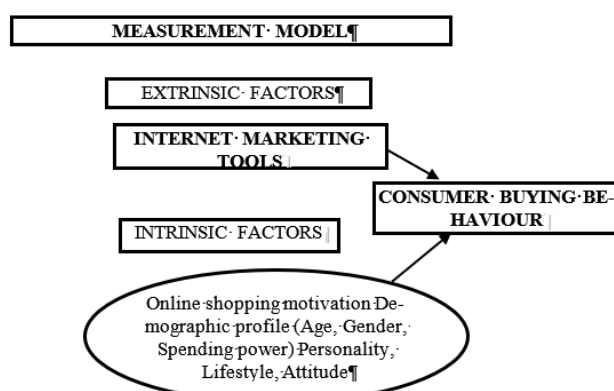 MEASUREMENT MODEL¶
EXTRINSIC FACTORS¶
INTERNET MARKETING
TOOLS
CONSUMER BUYING BE-
HAVIOUR
INTRINSIC FACTORS
Online shopping motivation De-
mographic profile (Age, Gender,
Spending power) Personality,
Lifestyle, Attitude¶